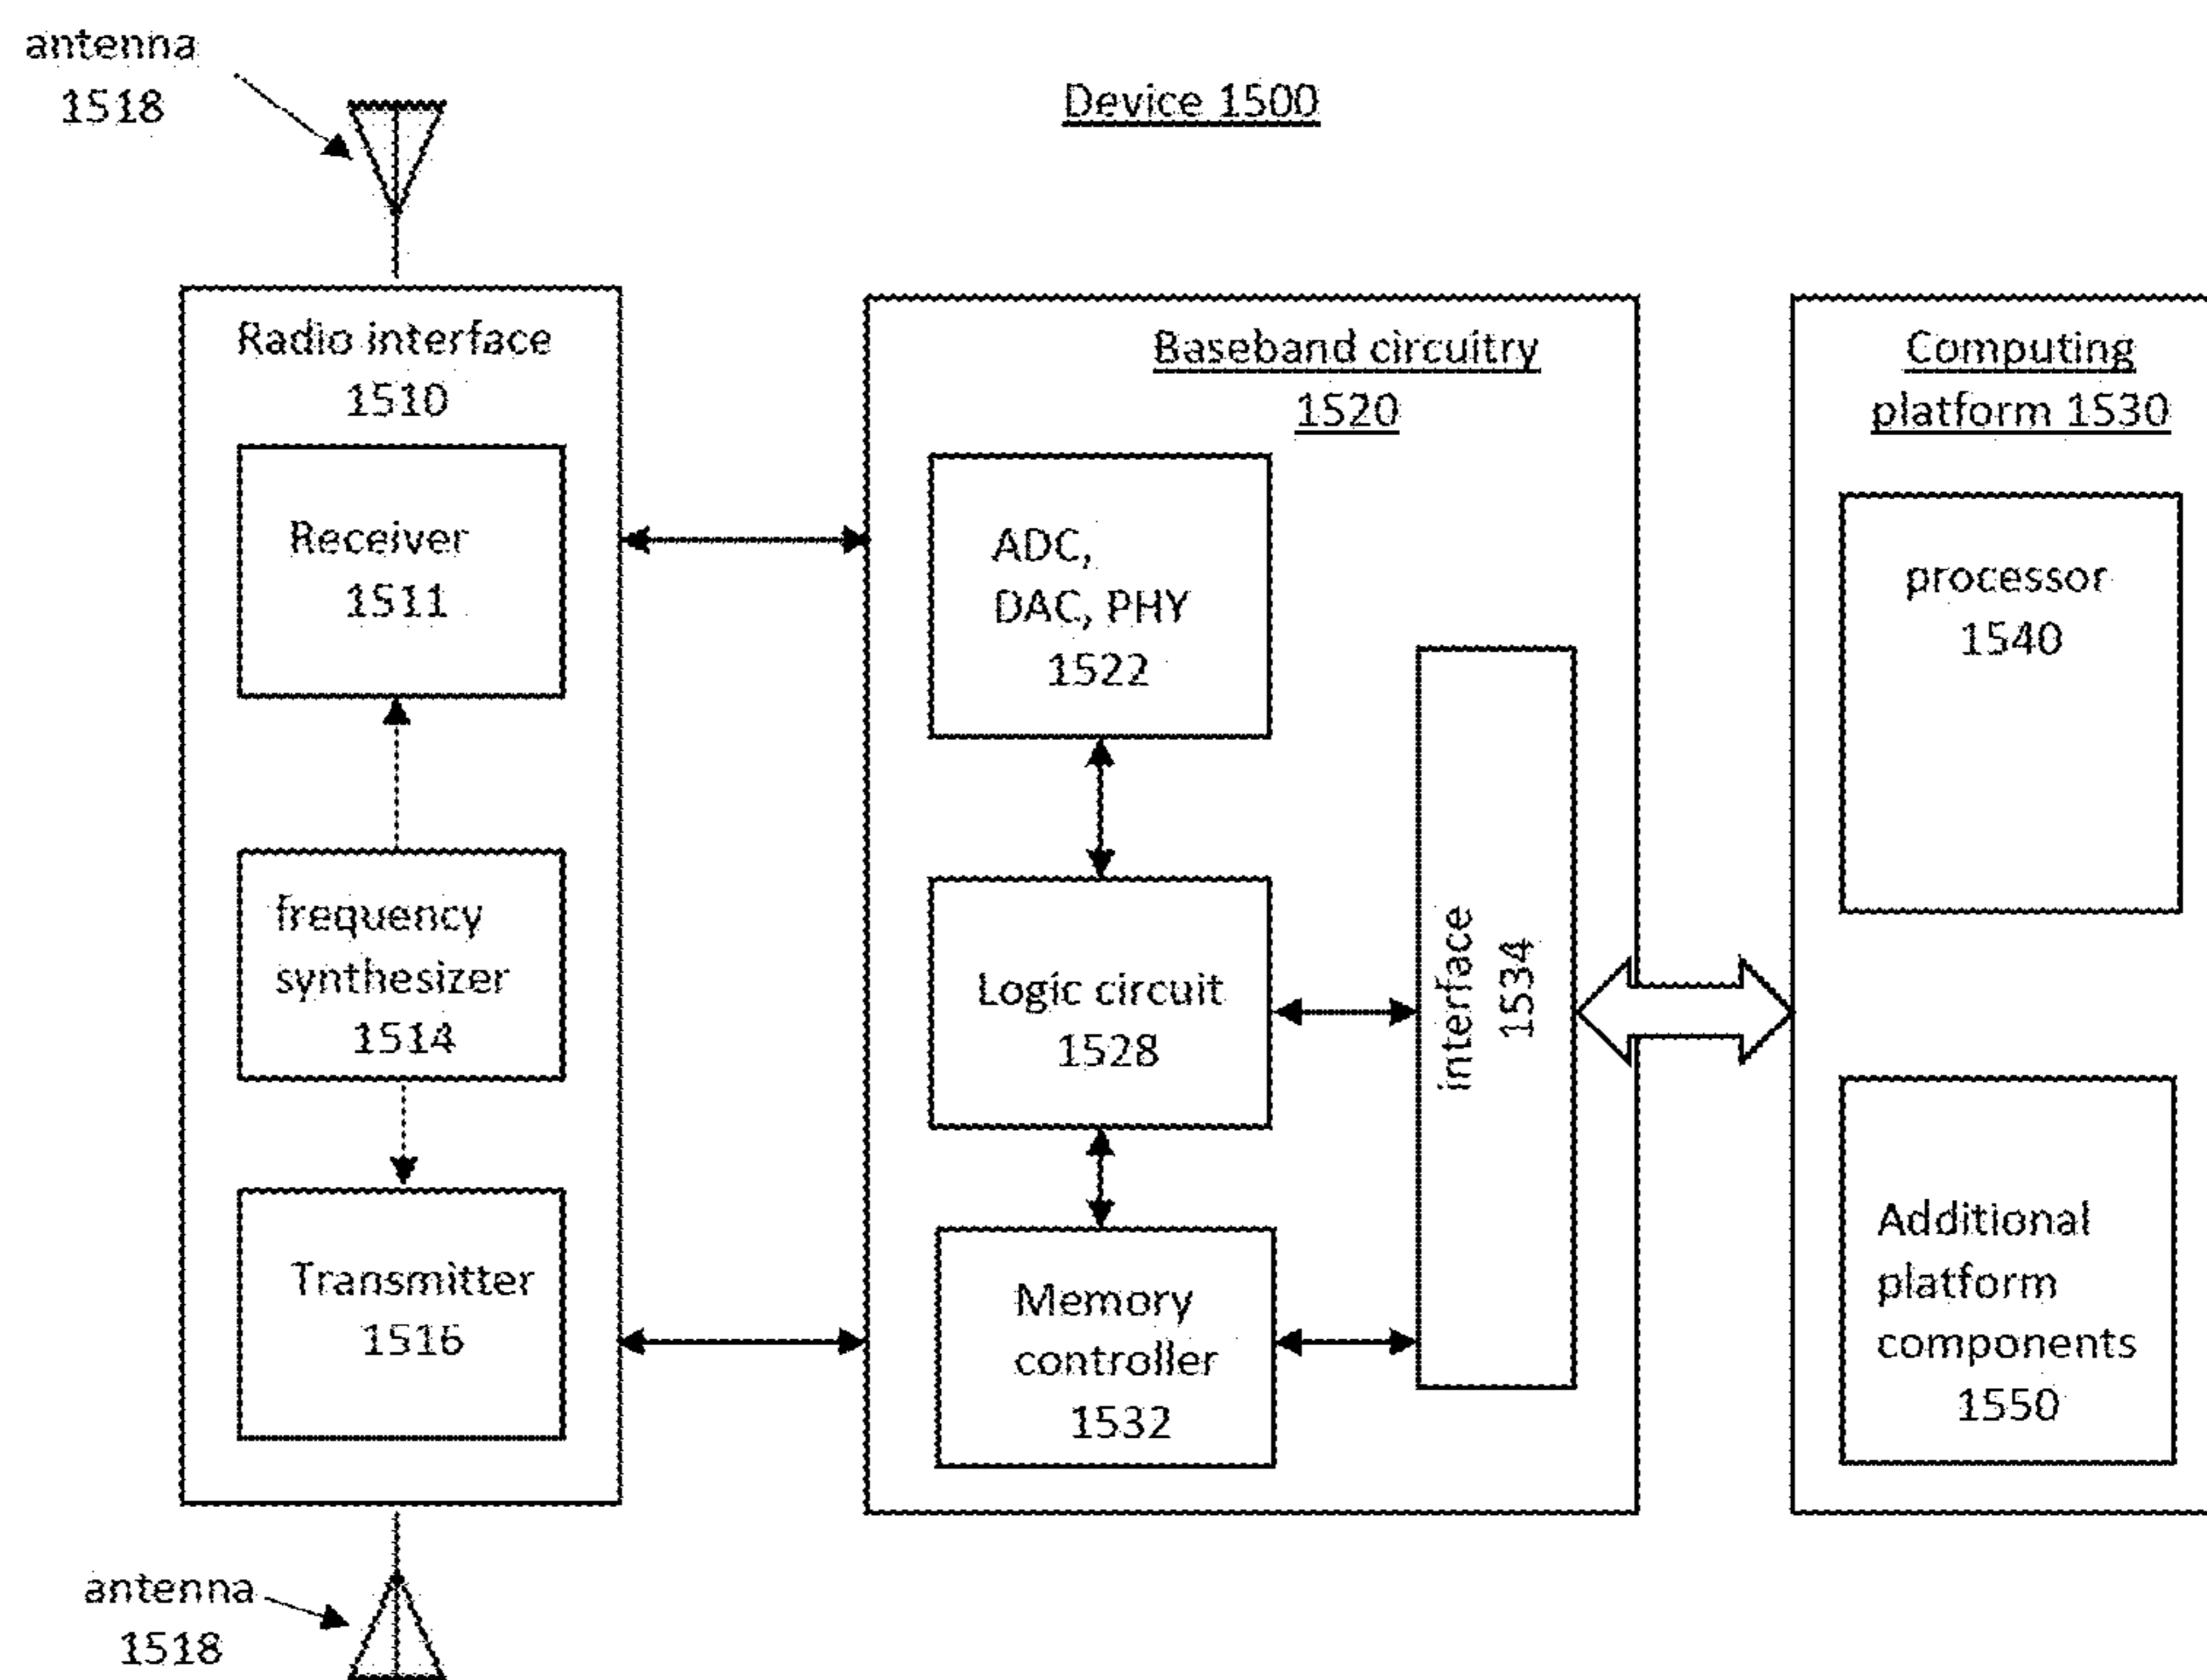 antenna
1518
Device 1500
Radio interface
1510
Receiver
1511
frequency
synthesizer
1514
Transmitter
1516
antenna
1518
Baseband circuitry
1520
ADC,
DAC, PHY
1522
Logic circuit
1528
Memory
controller
1532
interface
1534
Computing
platform 1530
processor
1540
Additional
platform
components
1550